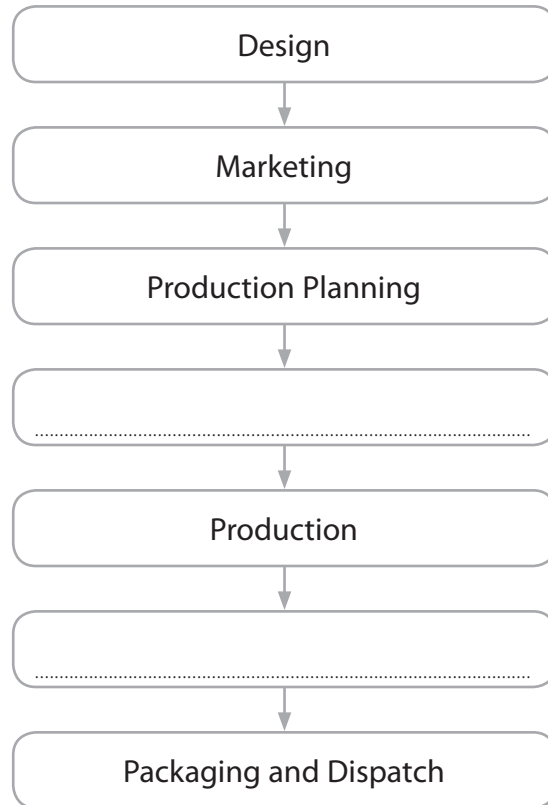 Design
Marketing
Production Planning
Production
Packaging and Dispatch